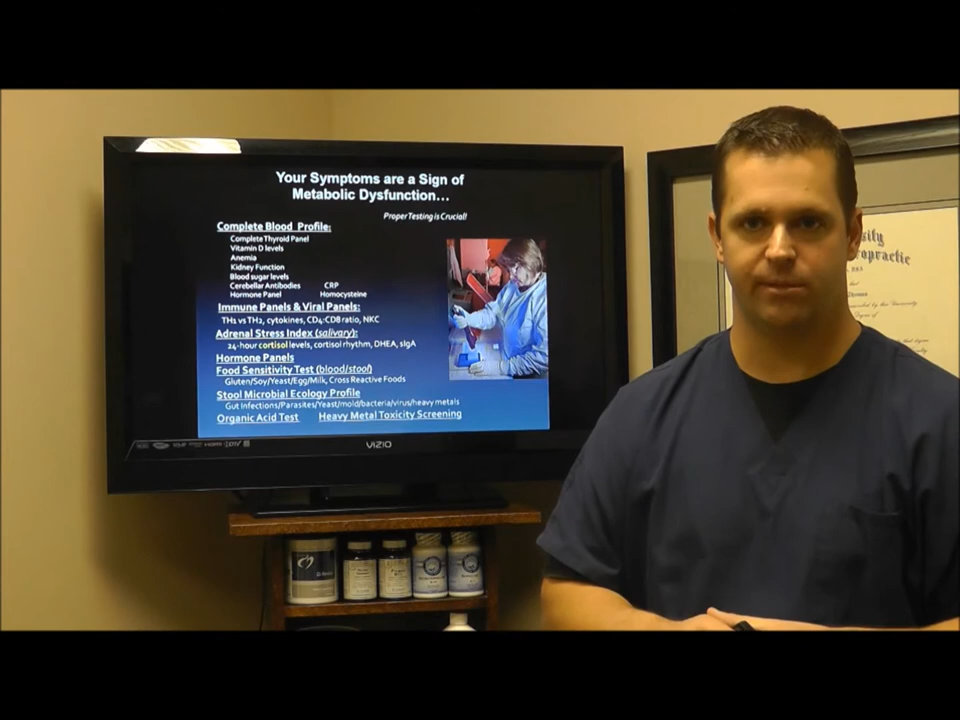 Your Symptoms are a Sign of
Metabolic Dysfunction...
Proper Testing is Crucial!
Complete Blood Profile:
Complete Thyroid Panel
Vitamin D levels
Anemia
Kidney Function
Blood sugar levels
Cerebellar Antibodies CRP
Hormone Panel Homocysteine
Immune Panels & Viral Panels:
TH1 vs TH2, cytokines, CD4:CD8 ratio, NKC
Adrenal Stress Index (salivary):
24-hour cortisol levels, cortisol rhythm, DHEA, sIgA
Hormone Panels
Food Sensitivity Test (blood/stool)
Gluten/Soy/Yeast/Egg/Milk, Cross Reactive Foods
Stool Microbial Ecology Profile
Gut Infections/Parasites/Yeast/mold/bacteria/virus/heavy metals
Organic Acid Test Heavy Metal Toxicity Screening
VIZIO